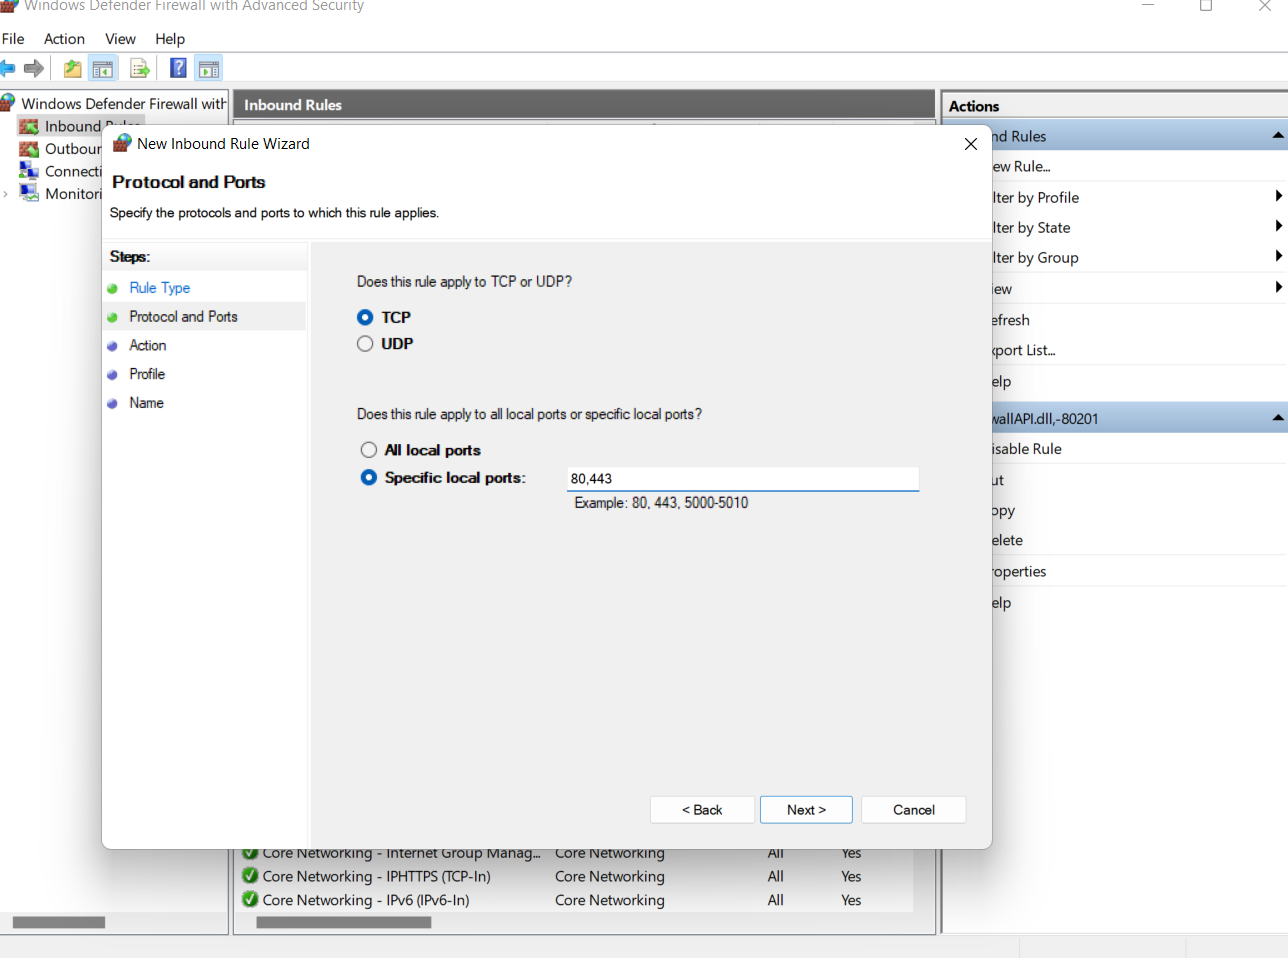 Windows Defender Firewall with Advanced Security
File Action View Help
Windows Defender Firewall with
Inbound Rules
Outbour
Connecti
Monitori
Inbound Rules
New Inbound Rule Wizard
Protocol and Ports
Specify the protocols and ports to which this rule applies.
Steps:
Rule Type
Protocol and Ports
Action
Profile
Name
Does this rule apply to TCP or UDP?
TCP
UDP
Does this rule apply to all local ports or specific local ports?
All local ports
Specific local ports: 80,443
Example: 80, 443, 5000-5010
< Back Next > Cancel
Core Networking - Internet Group Manag... Core Networking All Yes
Core Networking - IPHTTPS (TCP-In) Core Networking All Yes
Core Networking - IPv6 (IPv6-In) Core Networking All Yes
Actions
nd Rules
ew Rule...
lter by Profile
lter by State
lter by Group
ew
efresh
xport List...
elp
wallAPI.dll,-80201
isable Rule
ut
opy
elete
roperties
elp